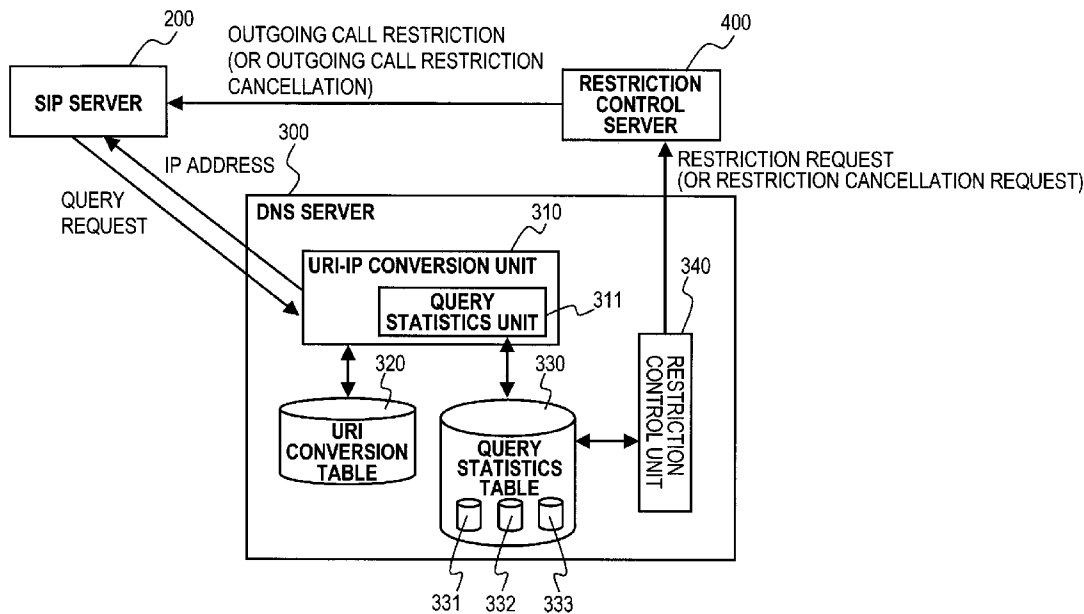 200
OUTGOING CALL RESTRICTION
(OR OUTGOING CALL RESTRICTION
CANCELLATION)
400
SIP SERVER
RESTRICTION
CONTROL
SERVER
300
IP ADDRESS
QUERY
REQUEST
RESTRICTION REQUEST
(OR RESTRICTION CANCELLATION REQUEST)
DNS SERVER
310
URI-IP CONVERSION UNIT
QUERY
STATISTICS UNIT
311
340
320
330
URI
CONVERSION
TABLE
QUERY
STATISTICS
TABLE
RESTRICTION
CONTROL UNIT
331
332
333